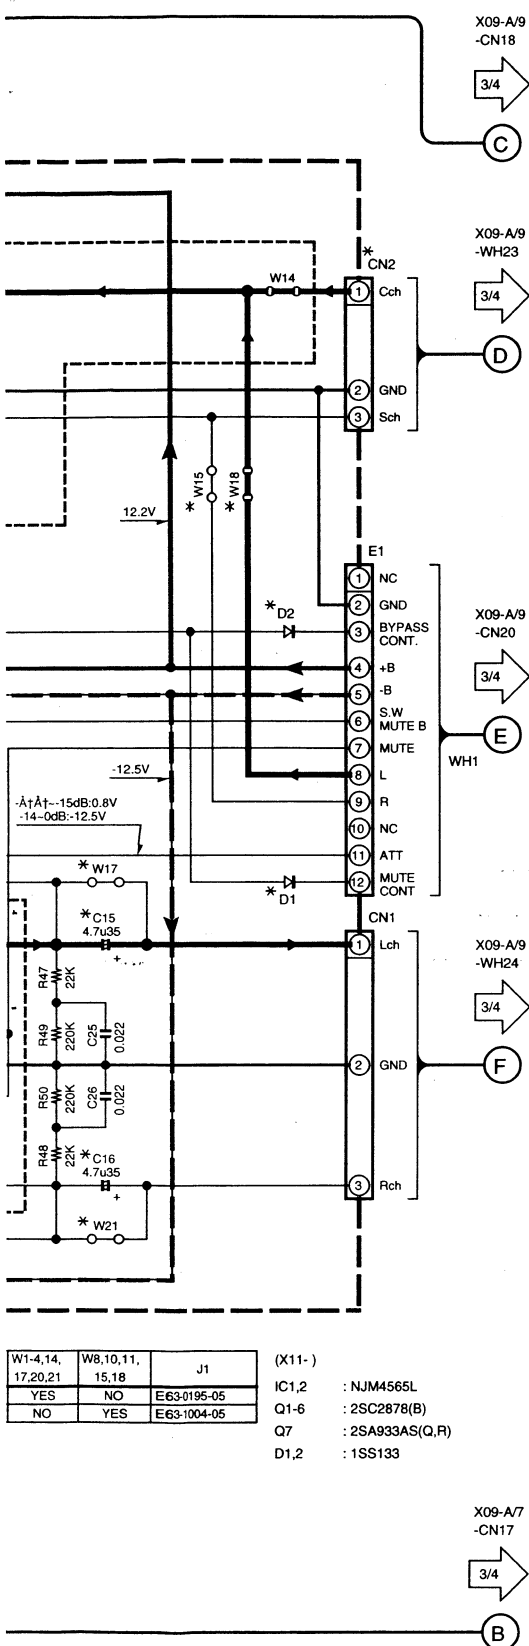 X09-A/9
-CN18
3/4
C
X09-A/9
-WH23
3/4
D
*
CN2
W14
1 Cch
2 GND
3 Sch
* W15
* W18
12.2V
E1
1 NC
2 GND
* D2
3 BYPASS
CONT.
4 +B
5 -B
6 S.W
MUTE B
7 MUTE
8 L
9 R
10 NC
11 ATT
12 MUTE
CONT
WH1
X09-A/9
-CN20
3/4
E
-12.5V
-Å†Å†~-15dB:0.8V
-14~0dB:-12.5V
* W17
* D1
* C15
4.7u35
+
CN1
1 Lch
2 GND
3 Rch
X09-A/9
-WH24
3/4
F
R47
22K
R49
220K
C25
0.022
R50
220K
C26
0.022
R48
22K
* C16
4.7u35
+
* W21
W1-4,14,
17,20,21
W8,10,11,
15,18
J1
YES NO E63-0195-05
NO YES E63-1004-05
(X11- )
IC1,2 : NJM4565L
Q1-6 : 2SC2878(B)
Q7 : 2SA933AS(Q,R)
D1,2 : 1SS133
X09-A/7
-CN17
3/4
B